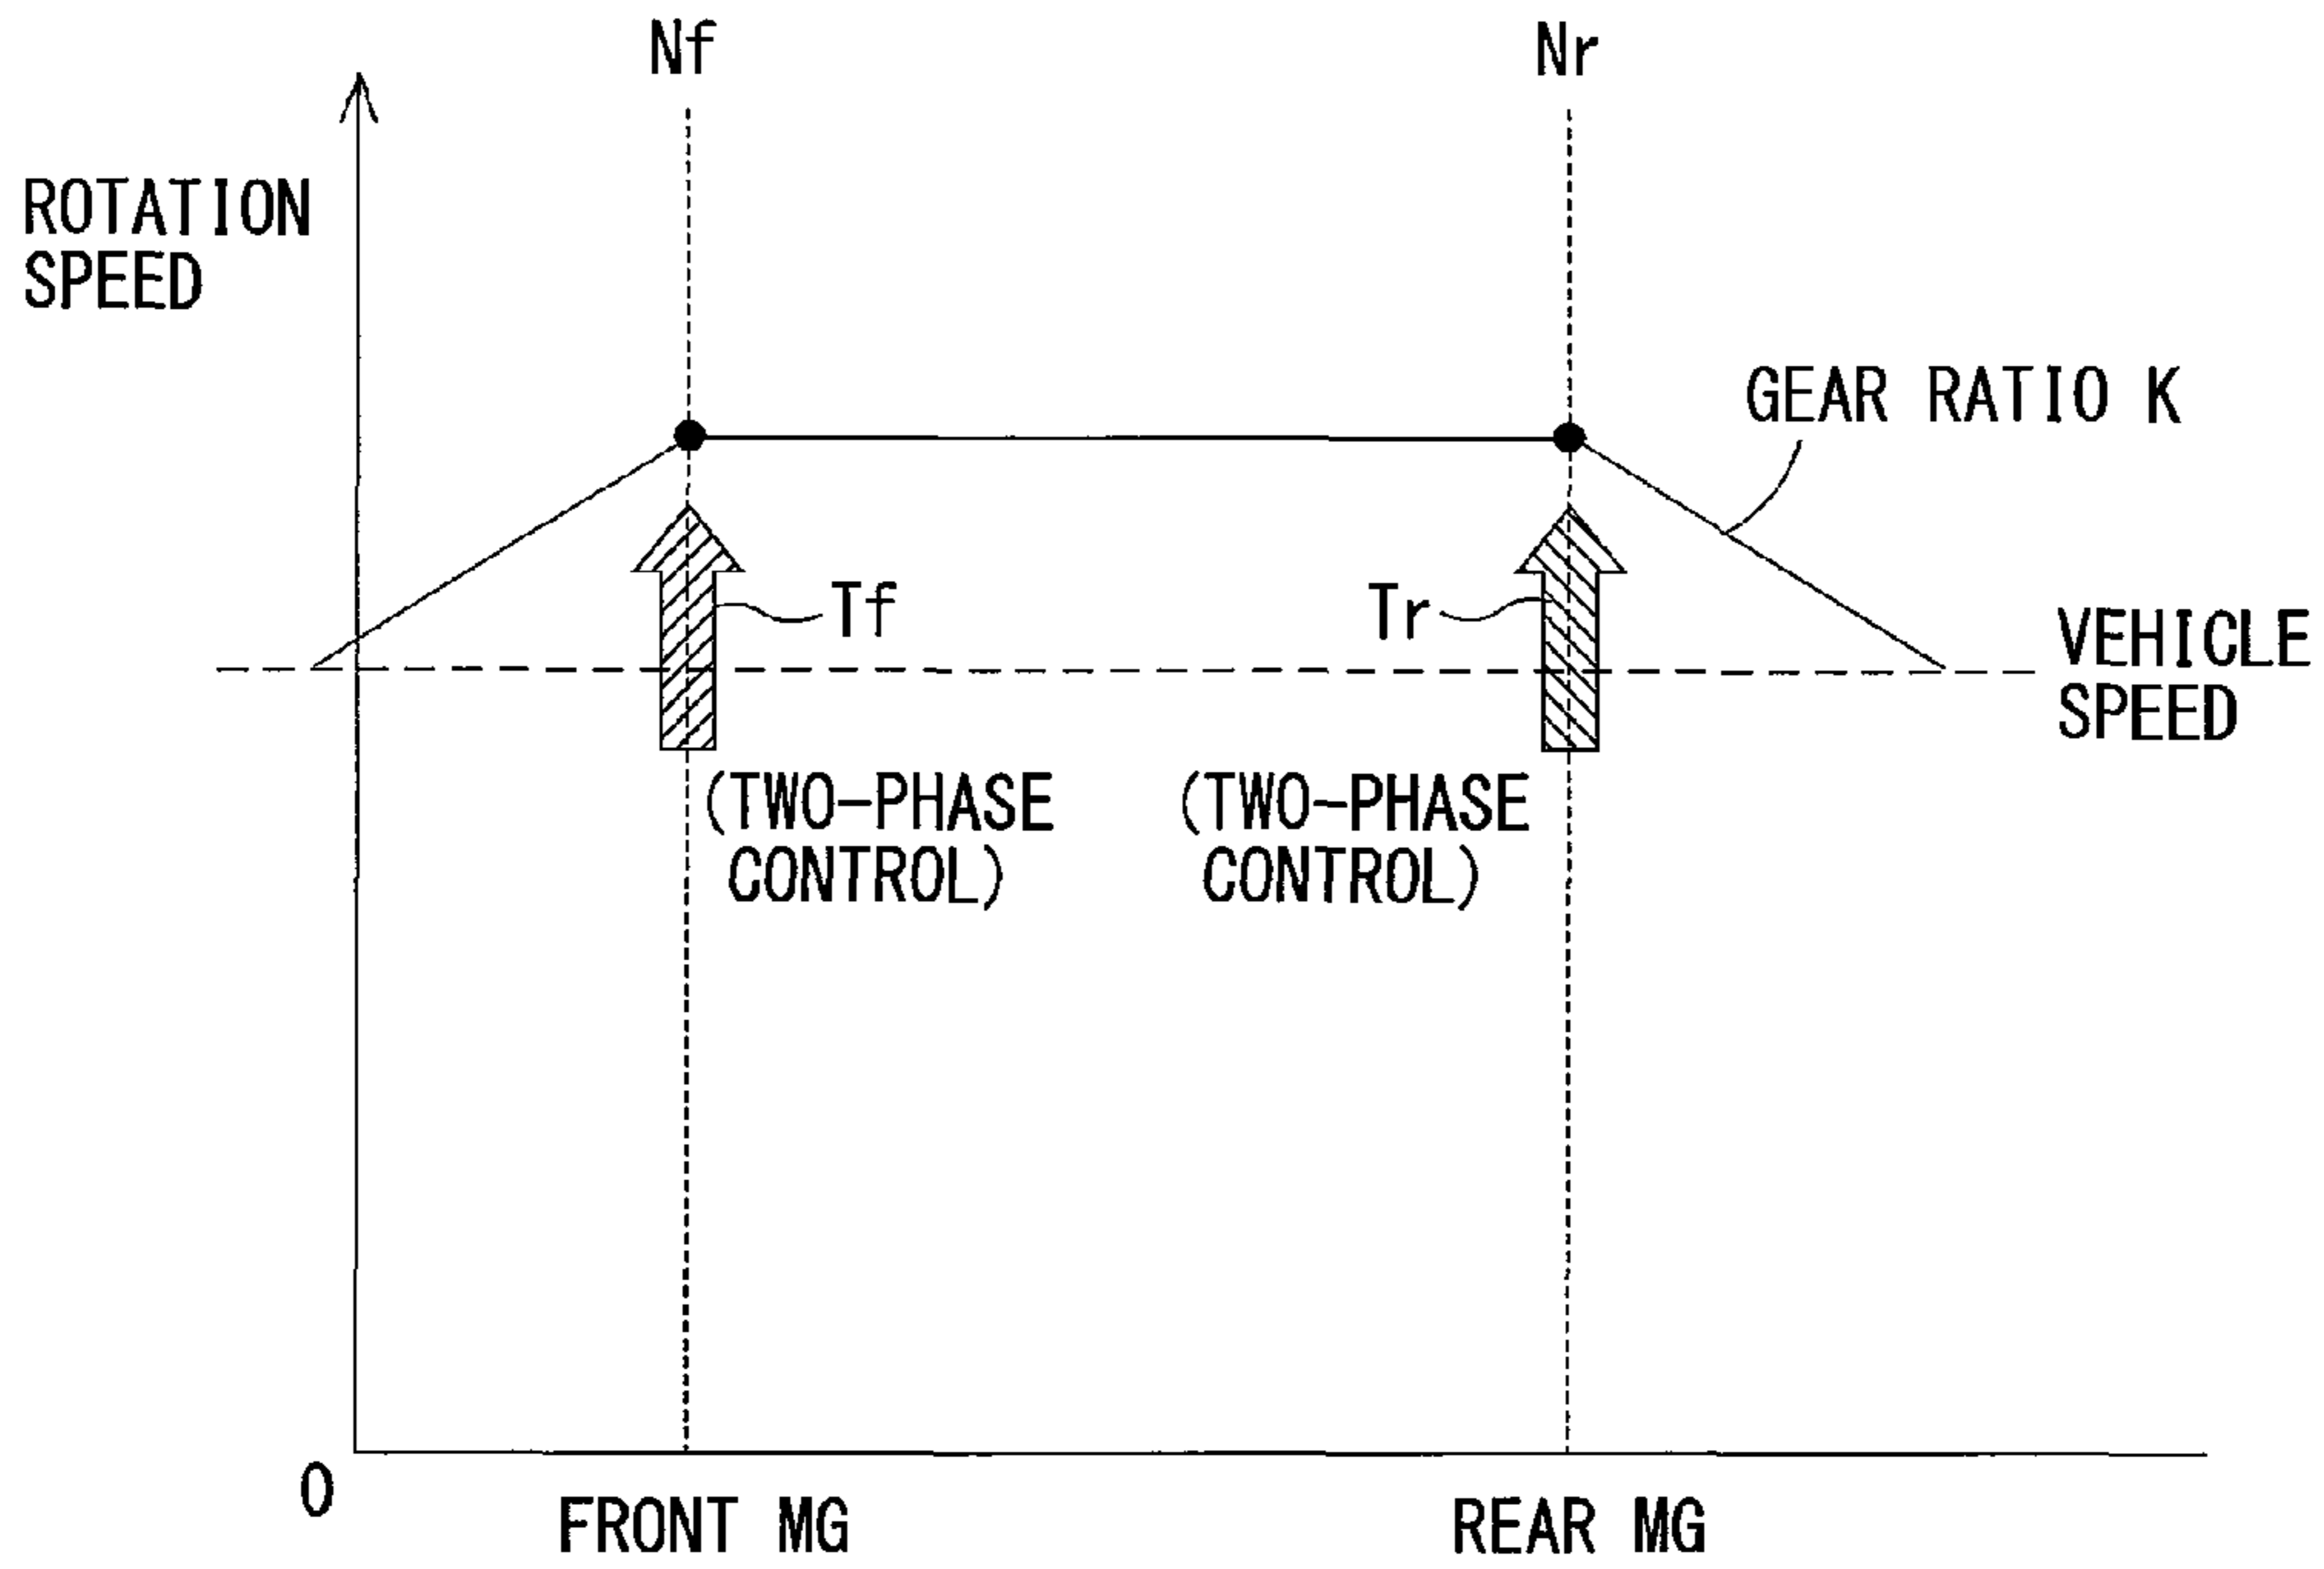 Nf
Nr
ROTATION
SPEED
GEAR RATIO K
Tf
Tr
VEHICLE
SPEED
(TWO-PHASE
CONTROL)
(TWO-PHASE
CONTROL)
0
FRONT MG
REAR MG